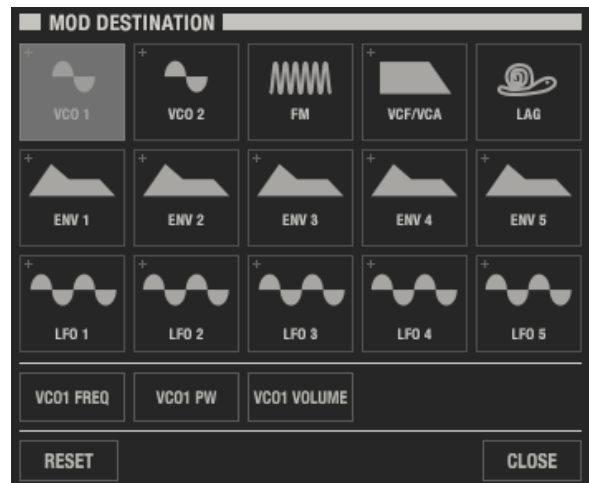 MOD DESTINATION
VCO 1 VCO 2 FM VCF/VCA LAG
ENV 1 ENV 2 ENV 3 ENV 4 ENV 5
LFO 1 LFO 2 LFO 3 LFO 4 LFO 5
VCO1 FREQ VCO1 PW VCO1 VOLUME
RESET CLOSE